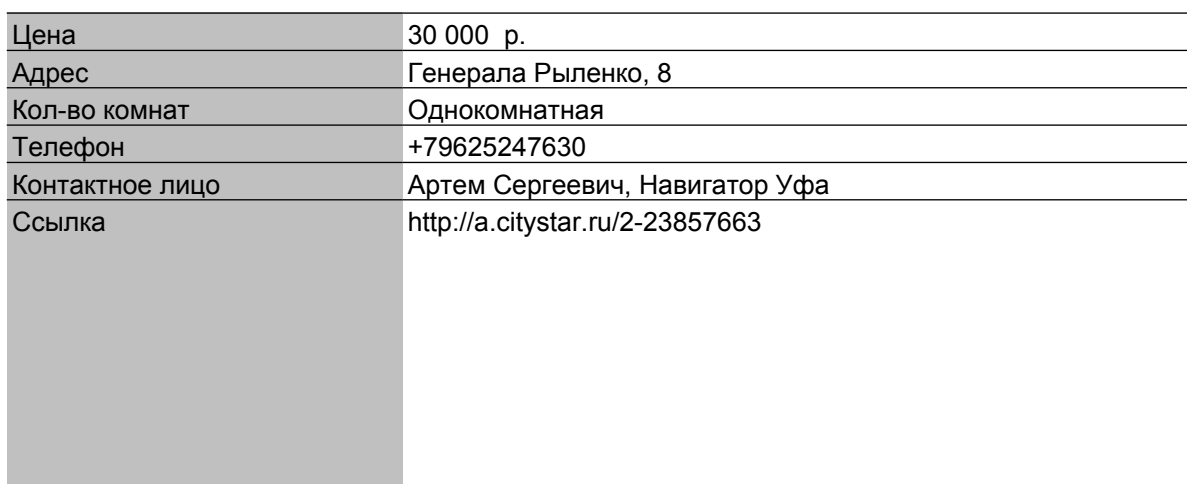 Цена 30 000 р.
Адрес Генерала Рыленко, 8
Кол-во комнат Однокомнатная
Телефон +79625247630
Контактное лицо Артем Сергеевич, Навигатор Уфа
Ссылка http://a.citystar.ru/2-23857663